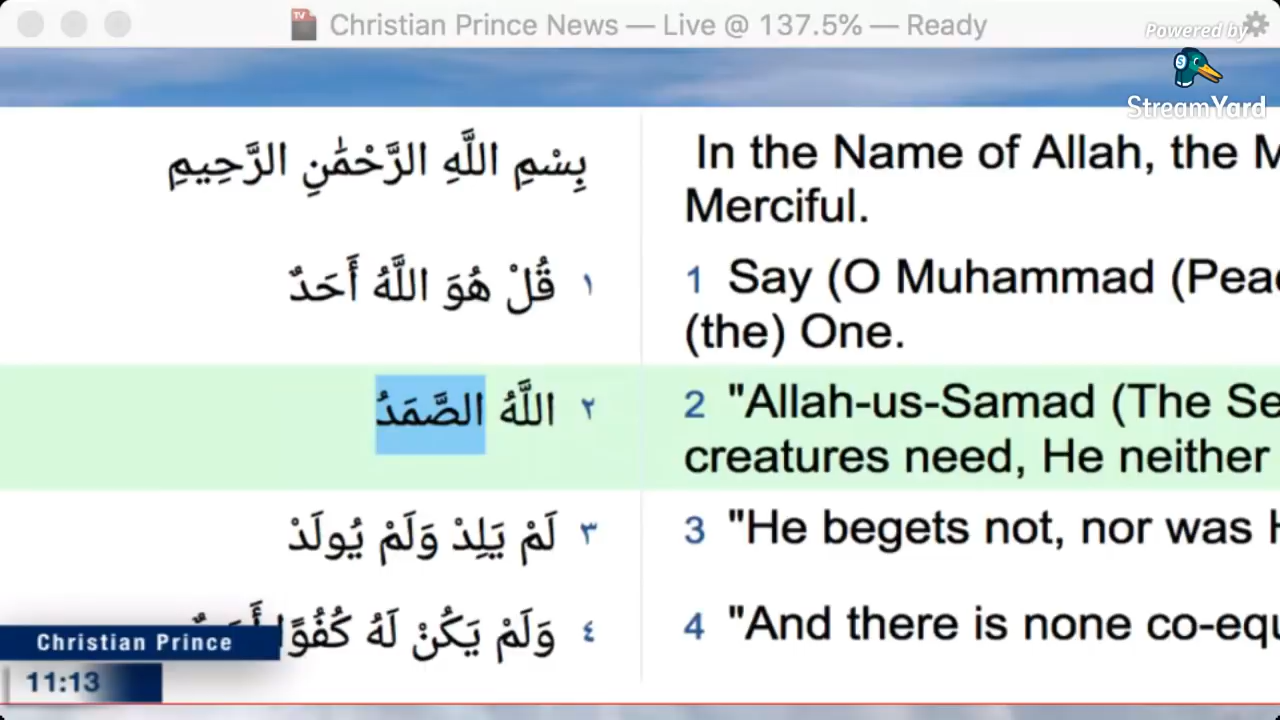 Christian Prince News — Live @ 137.5% — Ready
Powered by
StreamYard
بِسْمِ اللَّهِ الرَّحْمَٰنِ الرَّحِيمِ
In the Name of Allah, the M
Merciful.
١ قُلْ هُوَ اللَّهُ أَحَدٌ
1 Say (O Muhammad (Peac
(the) One.
٢ اللَّهُ الصَّمَدُ
2 "Allah-us-Samad (The Se
creatures need, He neither
٣ لَمْ يَلِدْ وَلَمْ يُولَدْ
3 "He begets not, nor was h
٤ وَلَمْ يَكُنْ لَهُ كُفُوًا
4 "And there is none co-equ
Christian Prince
11:13